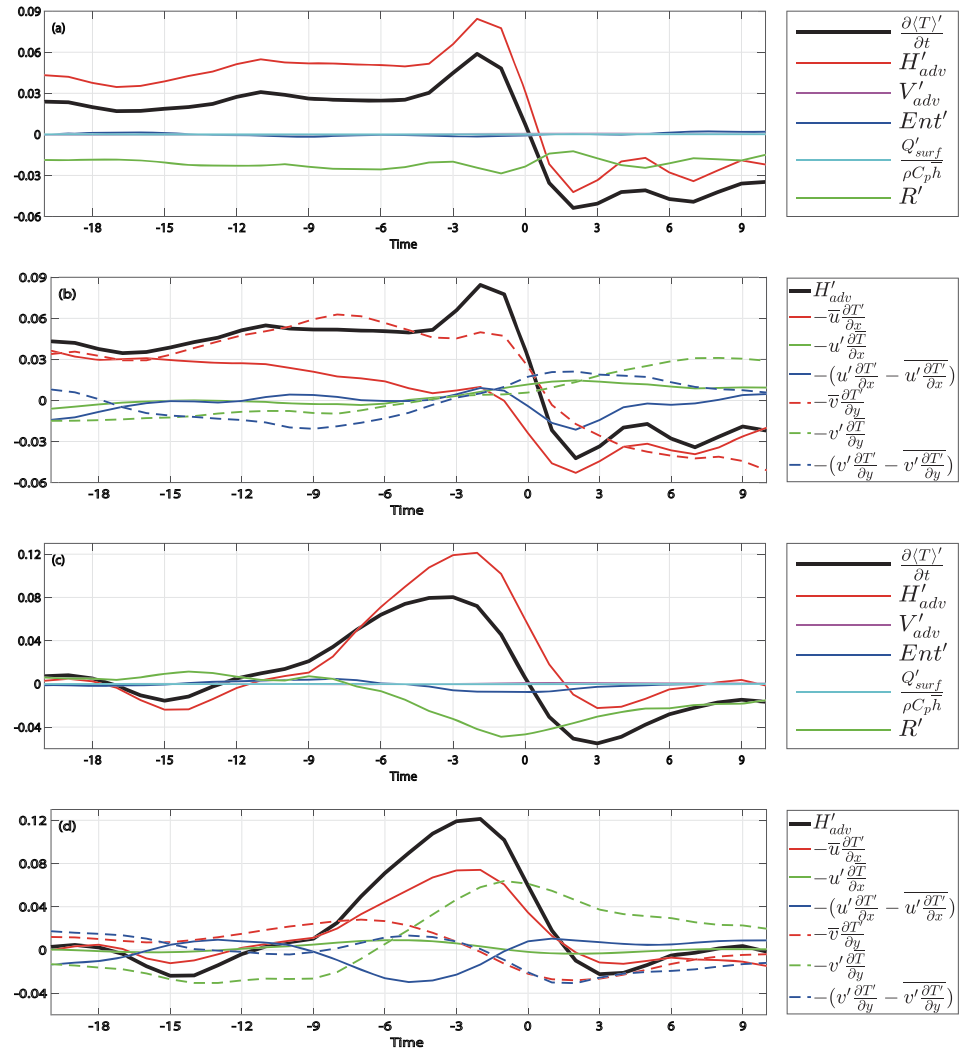 (a)
0.09
0.06
0.03
0
-0.03
-0.06
-18 -15 -12 -9 -6 -3 0 3 6 9
Time
∂⟨T⟩′/∂t
H′adv
V′adv
Ent′
Q′surf/ρCph̅
R′
(b)
0.09
0.06
0.03
0
-0.03
-0.06
-18 -15 -12 -9 -6 -3 0 3 6 9
Time
H′adv
−u̅ ∂T′/∂x
−u′ ∂T̅/∂x
−(u′ ∂T′/∂x − \overline{u′ ∂T′/∂x})
−v̅ ∂T′/∂y
−v′ ∂T̅/∂y
−(v′ ∂T′/∂y − \overline{v′ ∂T′/∂y})
(c)
0.12
0.08
0.04
0
-0.04
-18 -15 -12 -9 -6 -3 0 3 6 9
Time
∂⟨T⟩′/∂t
H′adv
V′adv
Ent′
Q′surf/ρCph̅
R′
(d)
0.12
0.08
0.04
0
-0.04
-18 -15 -12 -9 -6 -3 0 3 6 9
Time
H′adv
−u̅ ∂T′/∂x
−u′ ∂T̅/∂x
−(u′ ∂T′/∂x − \overline{u′ ∂T′/∂x})
−v̅ ∂T′/∂y
−v′ ∂T̅/∂y
−(v′ ∂T′/∂y − \overline{v′ ∂T′/∂y})